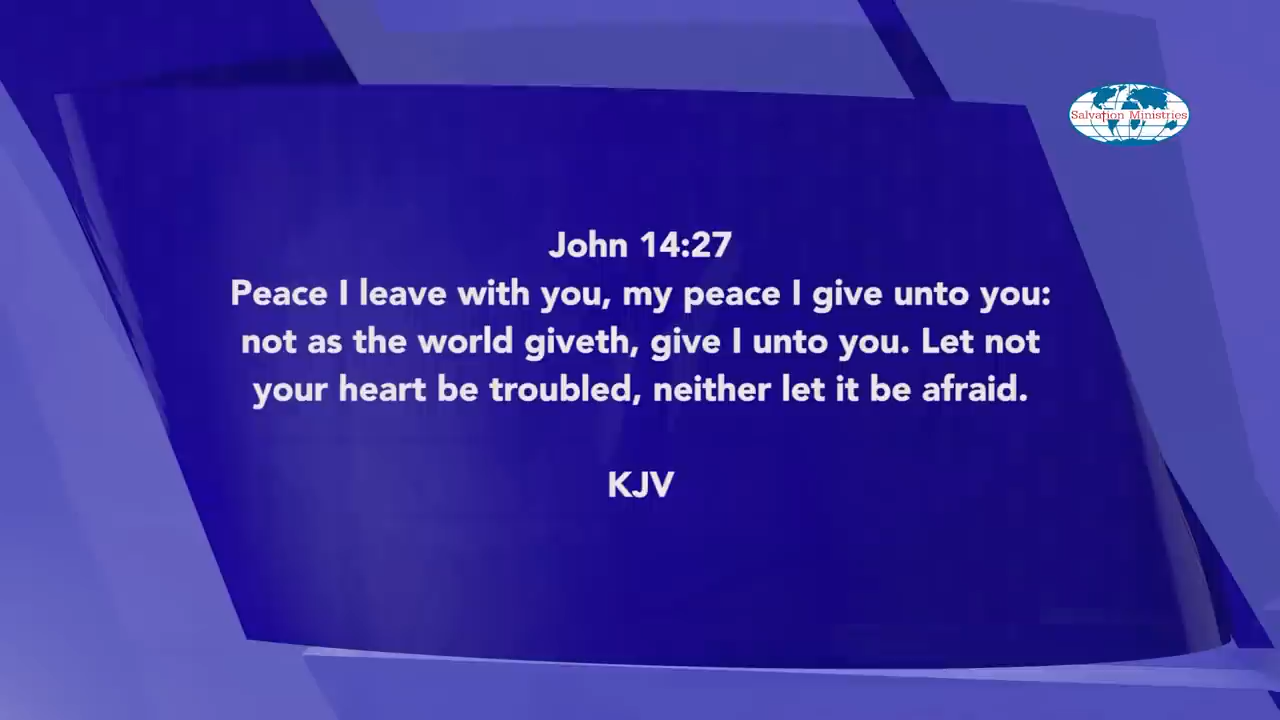 Salvation Ministries
John 14:27
Peace I leave with you, my peace I give unto you:
not as the world giveth, give I unto you. Let not
your heart be troubled, neither let it be afraid.
KJV